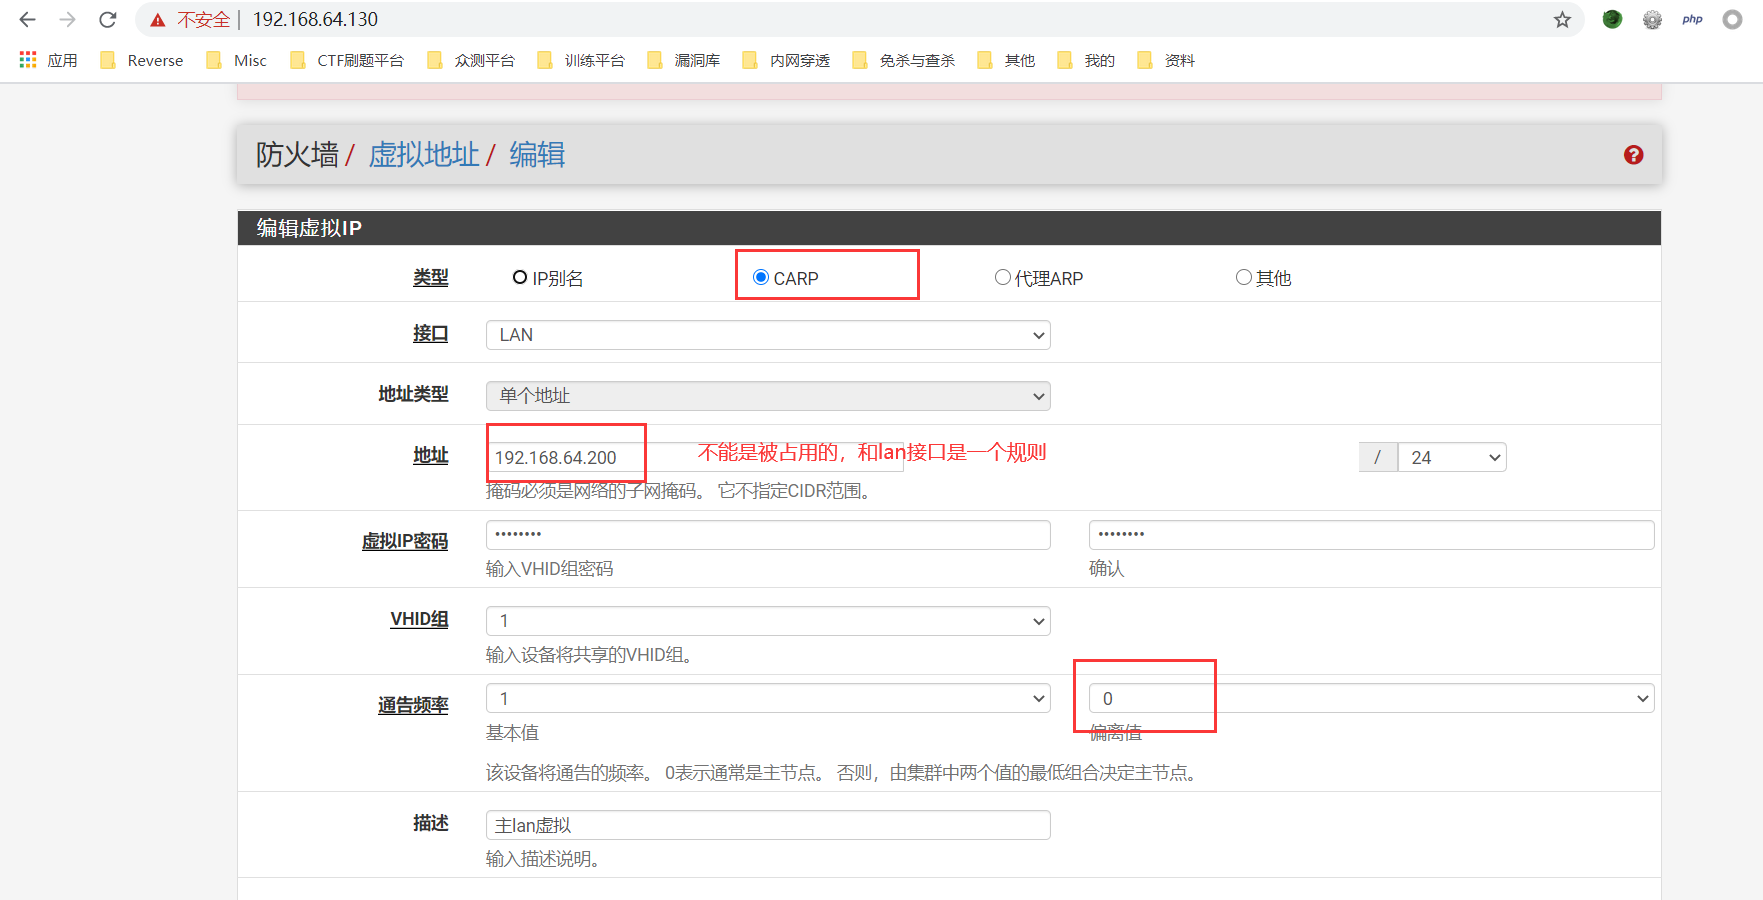 不安全 | 192.168.64.130 php
应用 Reverse Misc CTF刷题平台 众测平台 训练平台 漏洞库 内网穿透 免杀与查杀 其他 我的 资料
防火墙/ 虚拟地址/ 编辑
编辑虚拟IP
类型 IP别名 CARP 代理ARP 其他
接口 LAN
地址类型 单个地址
地址 192.168.64.200 不能是被占用的，和lan接口是一个规则 / 24
掩码必须是网络的子网掩码。 它不指定CIDR范围。
虚拟IP密码 •••••••• ••••••••
输入VHID组密码 确认
VHID组 1
输入设备将共享的VHID组。
通告频率 1 0
基本值 偏离值
该设备将通告的频率。 0表示通常是主节点。 否则，由集群中两个值的最低组合决定主节点。
描述 主lan虚拟
输入描述说明。